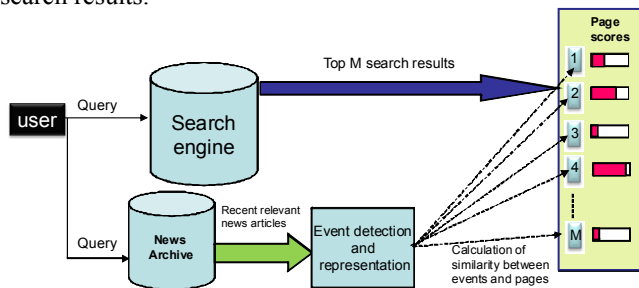 search results.
Page
scores
Top M search results
1
Query
2
user
Search
engine
3
4
Recent relevant
news articles
Query
News
Archive
Event detection
and
representation
M
Calculation of
similarity between
events and pages